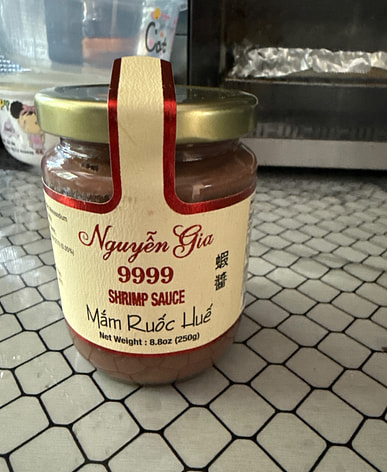 Nguyễn Gia
9999
SHRIMP SAUCE
蝦醬
Mắm Ruốc Huế
Net Weight : 8.8oz (250g)